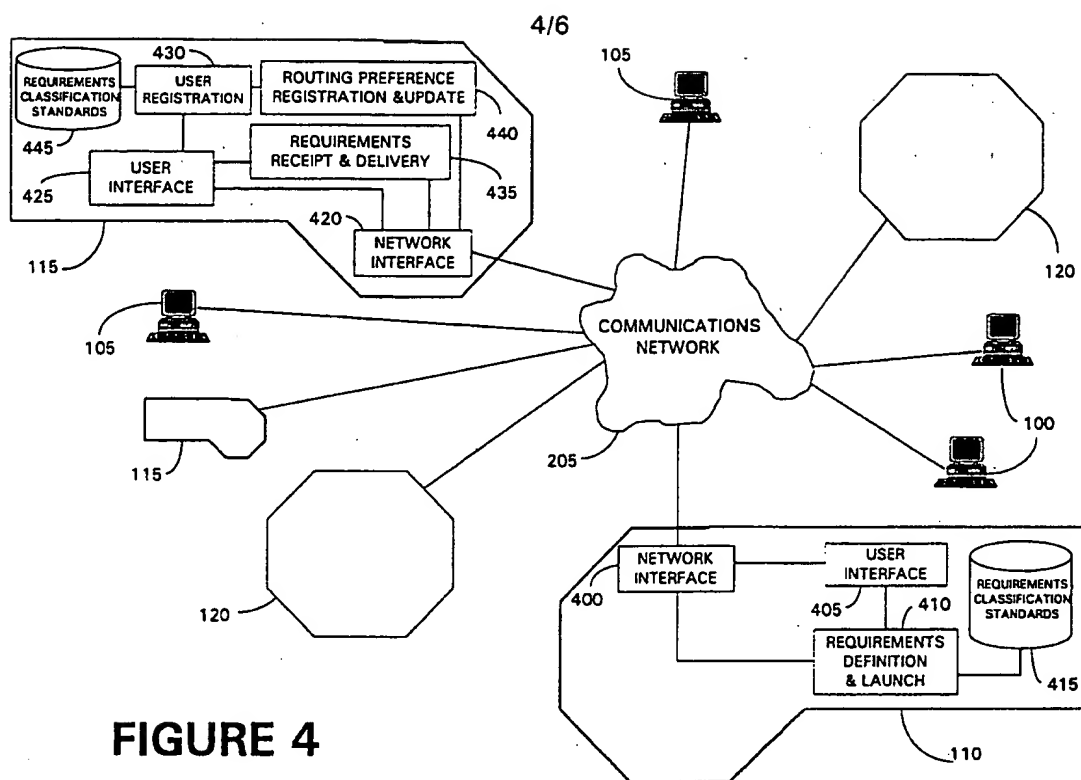 4/6
430
105
REQUIREMENTS
CLASSIFICATION
STANDARDS
USER
REGISTRATION
ROUTING PREFERENCE
REGISTRATION &UPDATE
445
440
REQUIREMENTS
RECEIPT & DELIVERY
USER
INTERFACE
425
435
420
NETWORK
INTERFACE
115
120
105
COMMUNICATIONS
NETWORK
100
115
205
120
NETWORK
INTERFACE
400
USER
INTERFACE
405
410
REQUIREMENTS
CLASSIFICATION
STANDARDS
REQUIREMENTS
DEFINITION
& LAUNCH
415
110
FIGURE 4